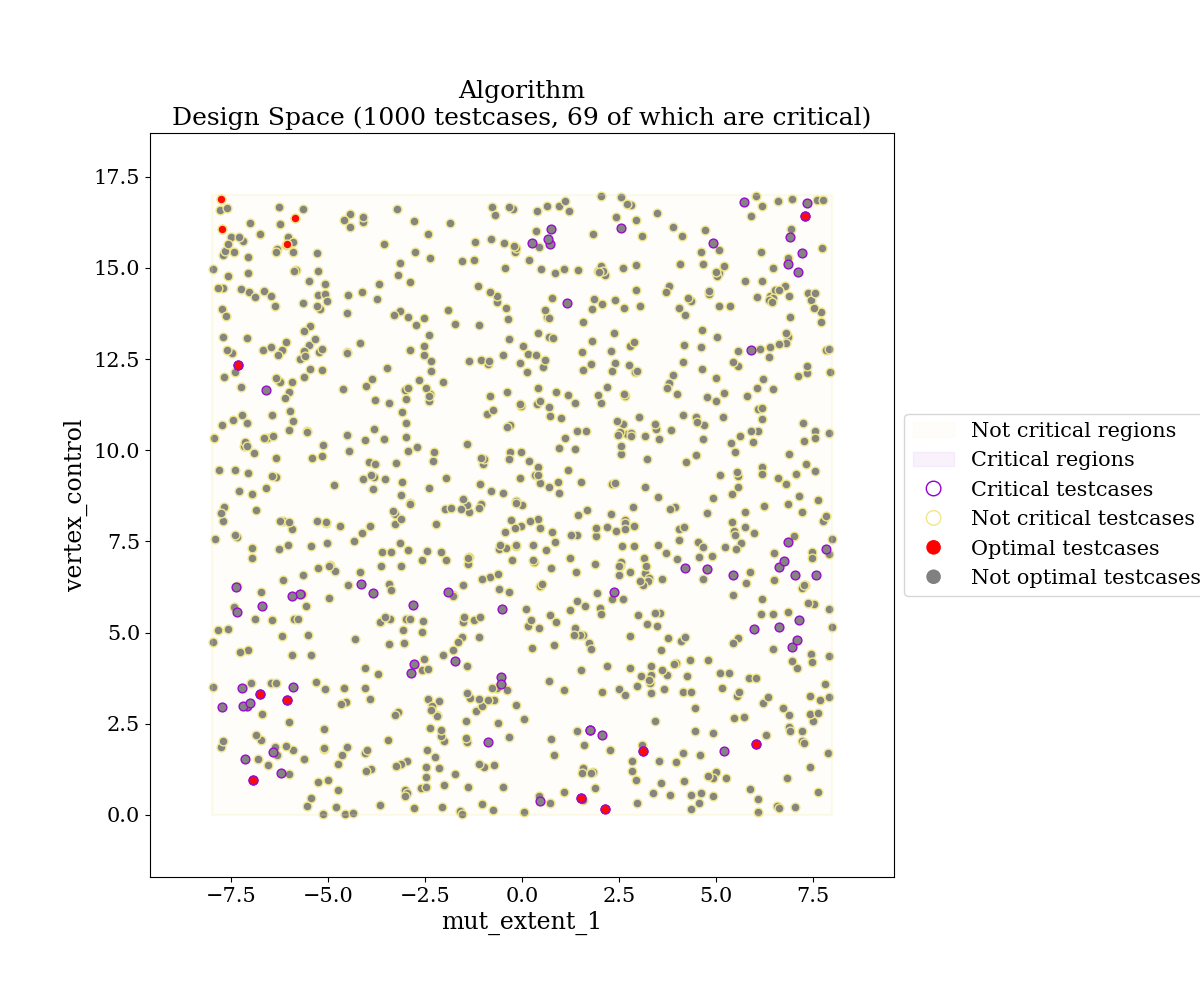 Algorithm
Design Space (1000 testcases, 69 of which are critical)
17.5
15.0
12.5
10.0
7.5
5.0
2.5
0.0
vertex_control
−7.5
−5.0
−2.5
0.0
2.5
5.0
7.5
mut_extent_1
Not critical regions
Critical regions
Critical testcases
Not critical testcases
Optimal testcases
Not optimal testcases